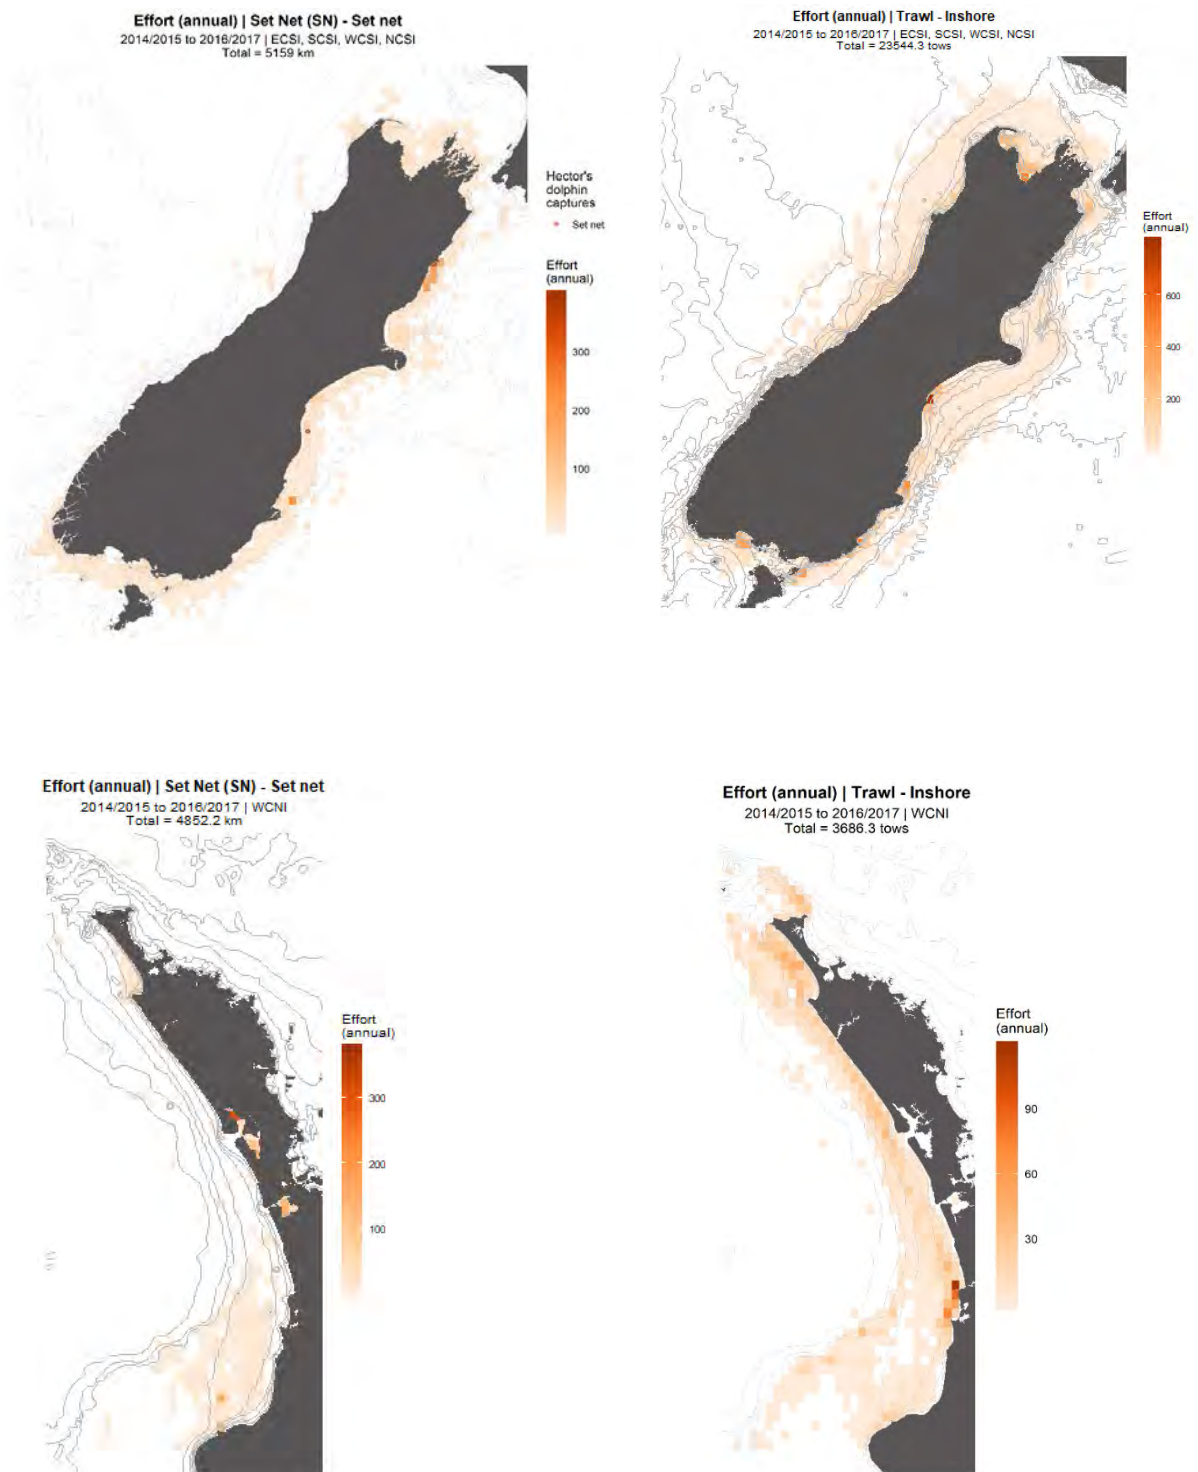 Effort (annual) | Set Net (SN) - Set net
2014/2015 to 2016/2017 | ECSI, SCSI, WCSI, NCSI
Total = 5159 km
Hector's
dolphin
captures
Set net
Effort
(annual)
300
200
100
Effort (annual) | Trawl - Inshore
2014/2015 to 2016/2017 | ECSI, SCSI, WCSI, NCSI
Total = 23544.3 tows
Effort
(annual)
600
400
200
Effort (annual) | Set Net (SN) - Set net
2014/2015 to 2016/2017 | WCNI
Total = 4852.2 km
Effort
(annual)
300
200
100
Effort (annual) | Trawl - Inshore
2014/2015 to 2016/2017 | WCNI
Total = 3686.3 tows
Effort
(annual)
90
60
30